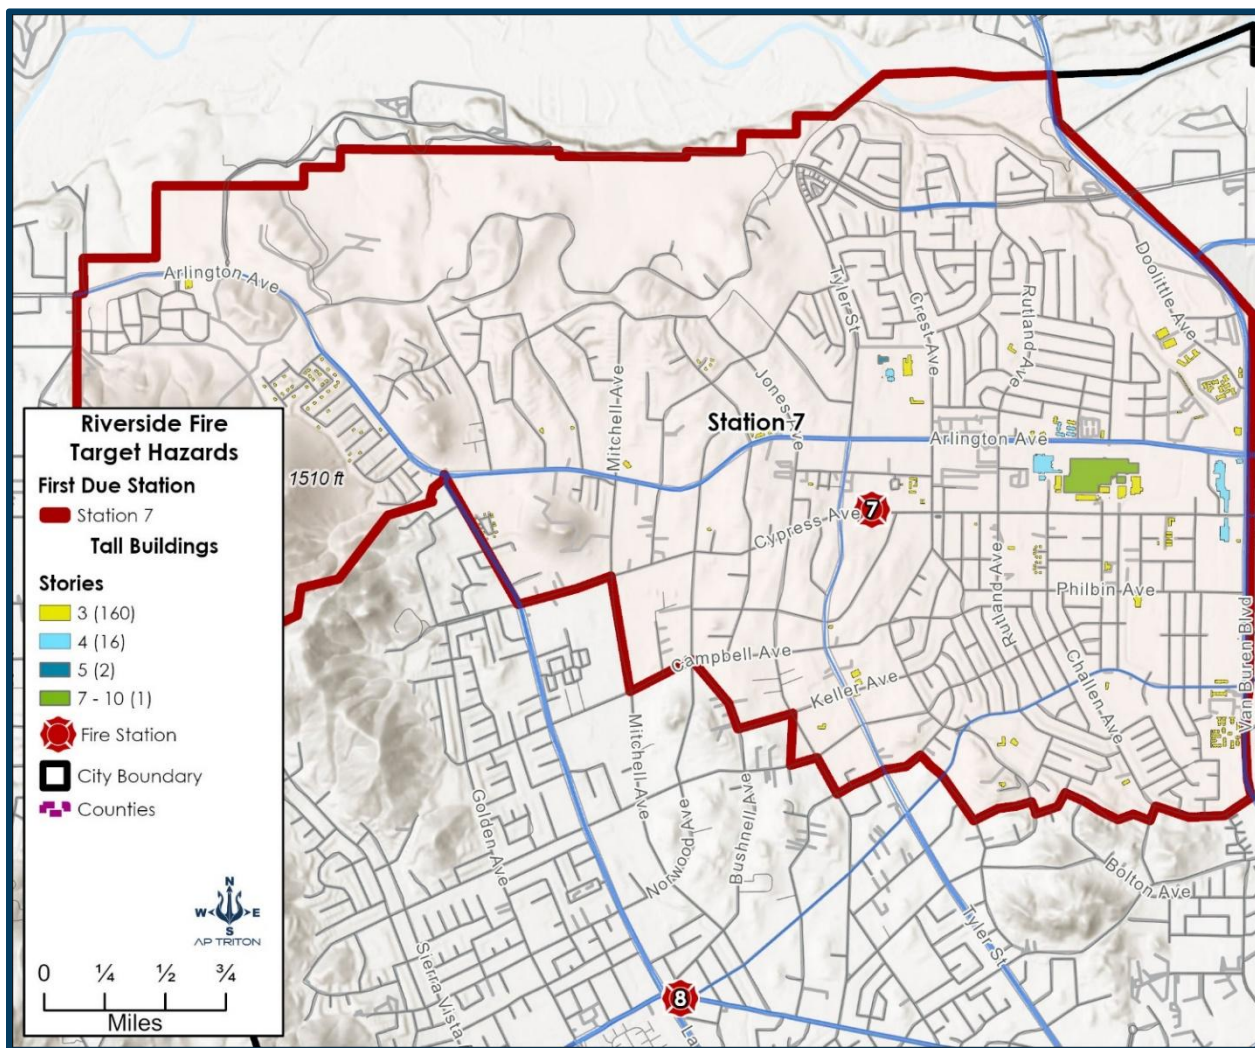 Arlington Ave
Tyler St
Crest Ave
Rutland Ave
Doolittle Ave
Mitchell Ave
Jones Ave
Station 7
Arlington Ave
1510 ft
Cypress Ave
7
Rutland Ave
Philbin Ave
Campbell Ave
Keller Ave
Challen Ave
Van Buren Blvd
Mitchell Ave
Golden Ave
Norwood Ave
Bushnell Ave
Bolton Ave
Tyler St
Sierra Vista
8
La
Riverside Fire
Target Hazards
First Due Station
Station 7
Tall Buildings
Stories
3 (160)
4 (16)
5 (2)
7 - 10 (1)
Fire Station
City Boundary
Counties
N
W E
S
AP TRITON
0 ¼ ½ ¾
Miles